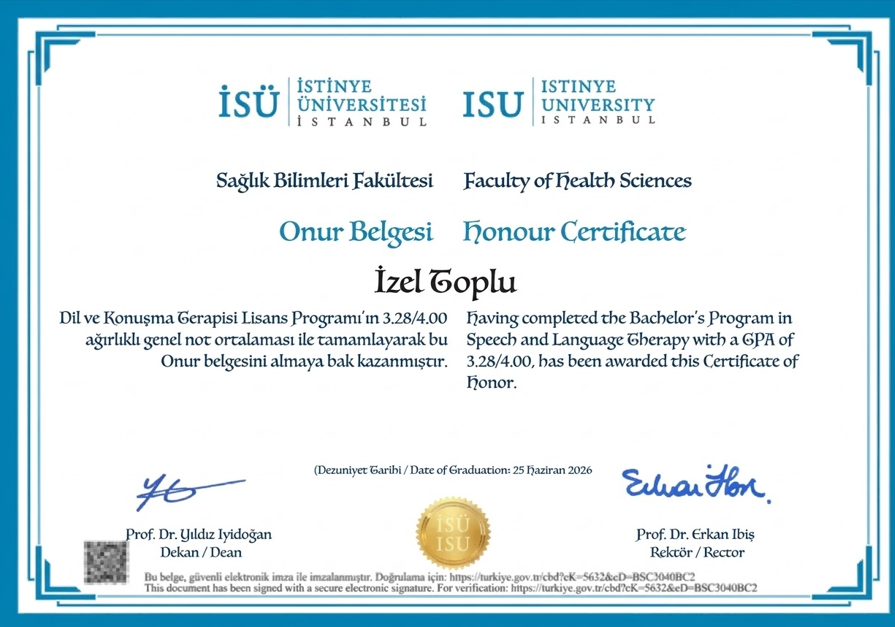 İSÜ İSTİNYE ÜNİVERSİTESİ İSTANBUL
ISU ISTINYE UNIVERSITY ISTANBUL
Sağlık Bilimleri Fakültesi
Faculty of Health Sciences
Onur Belgesi
Honour Certificate
İzel Toplu
Dil ve Konuşma Terapisi Lisans Programı'ın 3.28/4.00
ağırlıklı genel not ortalaması ile tamamlayarak bu
Onur belgesini almaya bak kazanmıştır.
Having completed the Bachelor's Program in
Speech and Language Therapy with a GPA of
3.28/4.00, has been awarded this Certificate of
Honor.
(Dezuniyet Tarihi / Date of Graduation: 25 Haziran 2026
Prof. Dr. Yıldız Iyidoğan
Dekan / Dean
İSÜ
ISU
Prof. Dr. Erkan Ibiş
Rektör / Rector
Bu belge, güvenli elektronik imza ile imzalanmıştır. Doğrulama için: https://turkiye.gov.tr/cbd?eK=5632&eD=BSC3040BC2
This document has been signed with a secure electronic signature. For verification: https://turkiye.gov.tr/cbd?eK=5632&eD=BSC3040BC2